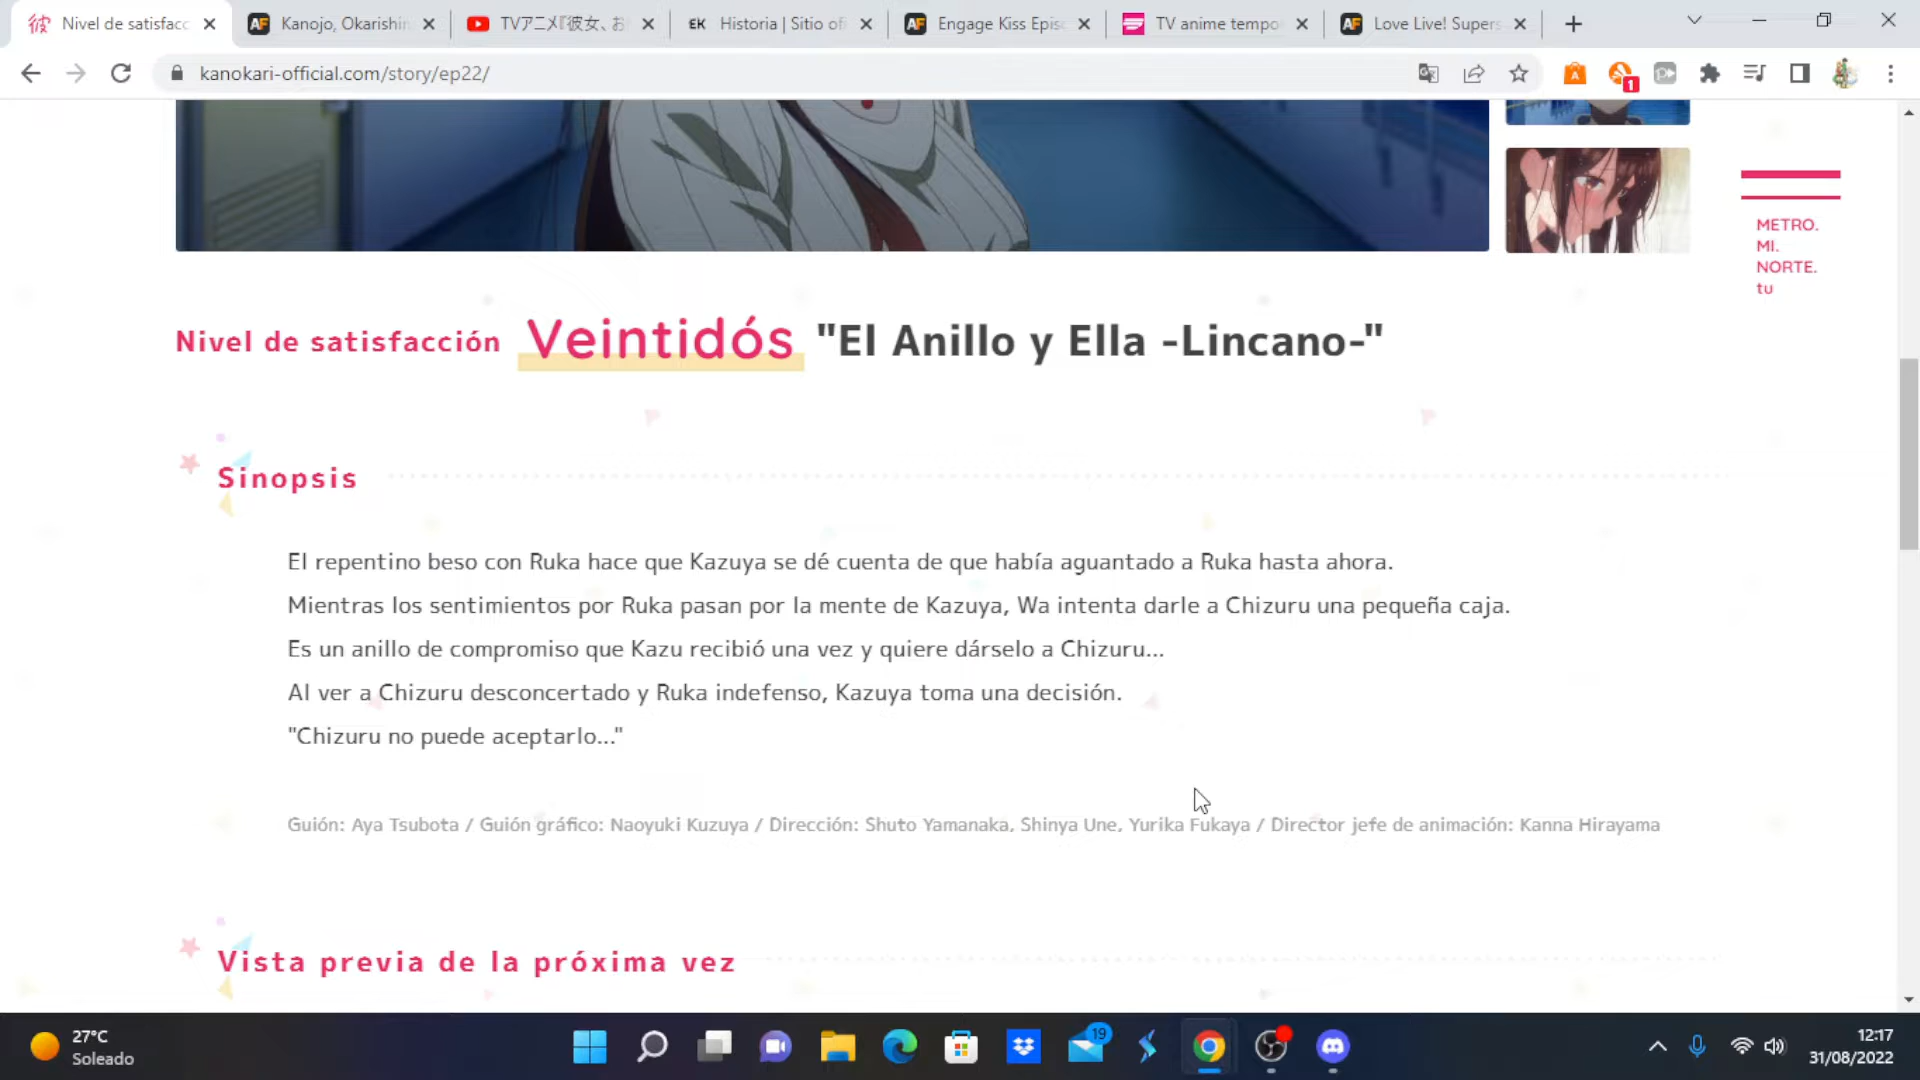 Nivel de satisfacc
Kanojo, Okarishin
TVアニメ『彼女、お
EK Historia | Sitio of
Engage Kiss Epis
TV anime tempo
Love Live! Supers
kanokari-official.com/story/ep22/
1
METRO.
MI.
NORTE.
tu
Nivel de satisfacción Veintidós "El Anillo y Ella -Lincano-"
Sinopsis
El repentino beso con Ruka hace que Kazuya se dé cuenta de que había aguantado a Ruka hasta ahora.
Mientras los sentimientos por Ruka pasan por la mente de Kazuya, Wa intenta darle a Chizuru una pequeña caja.
Es un anillo de compromiso que Kazu recibió una vez y quiere dárselo a Chizuru...
Al ver a Chizuru desconcertado y Ruka indefenso, Kazuya toma una decisión.
"Chizuru no puede aceptarlo..."
Guión: Aya Tsubota / Guión gráfico: Naoyuki Kuzuya / Dirección: Shuto Yamanaka, Shinya Une, Yurika Fukaya / Director jefe de animación: Kanna Hirayama
Vista previa de la próxima vez
27°C
Soleado
19
12:17
31/08/2022